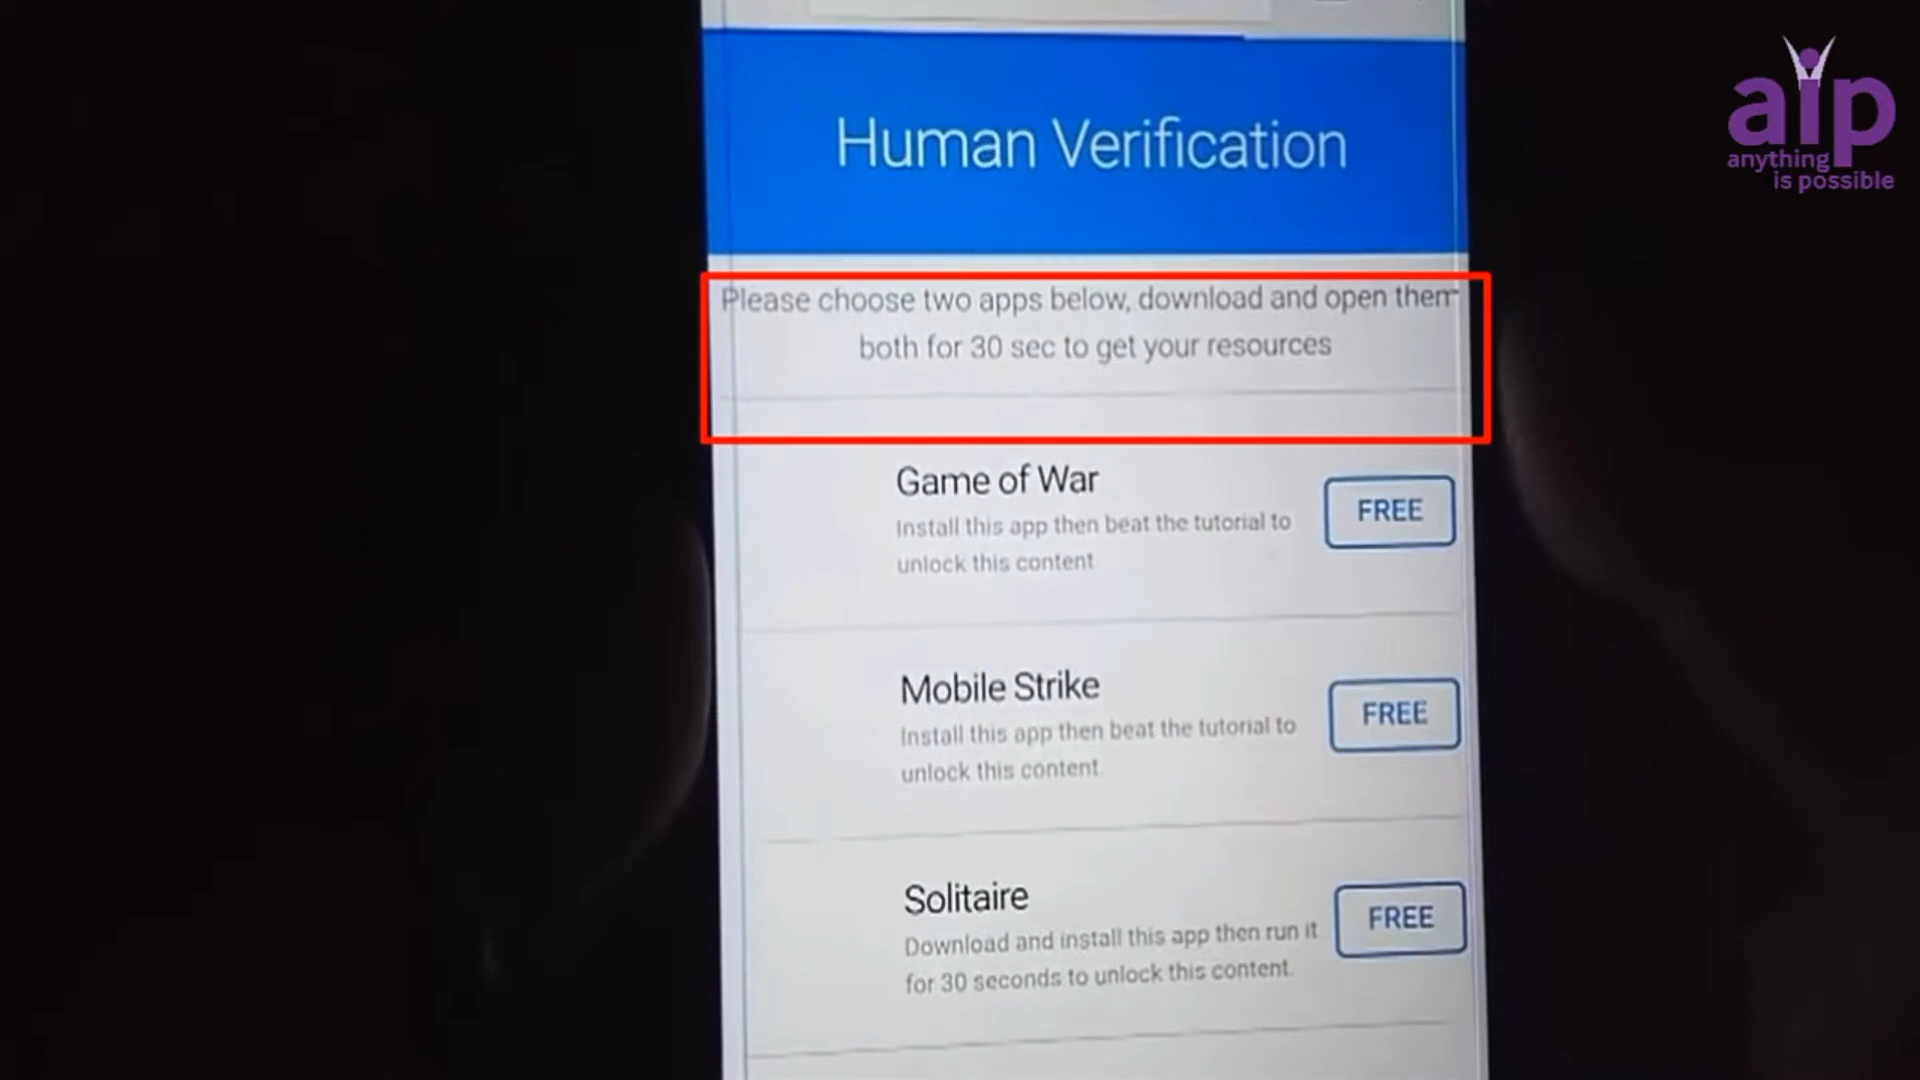 Human Verification
Please choose two apps below, download and open them
both for 30 sec to get your resources
Game of War
Install this app then beat the tutorial to
unlock this content
FREE
Mobile Strike
Install this app then beat the tutorial to
unlock this content
FREE
Solitaire
Download and install this app then run it
for 30 seconds to unlock this content.
FREE
aip
anything
is possible